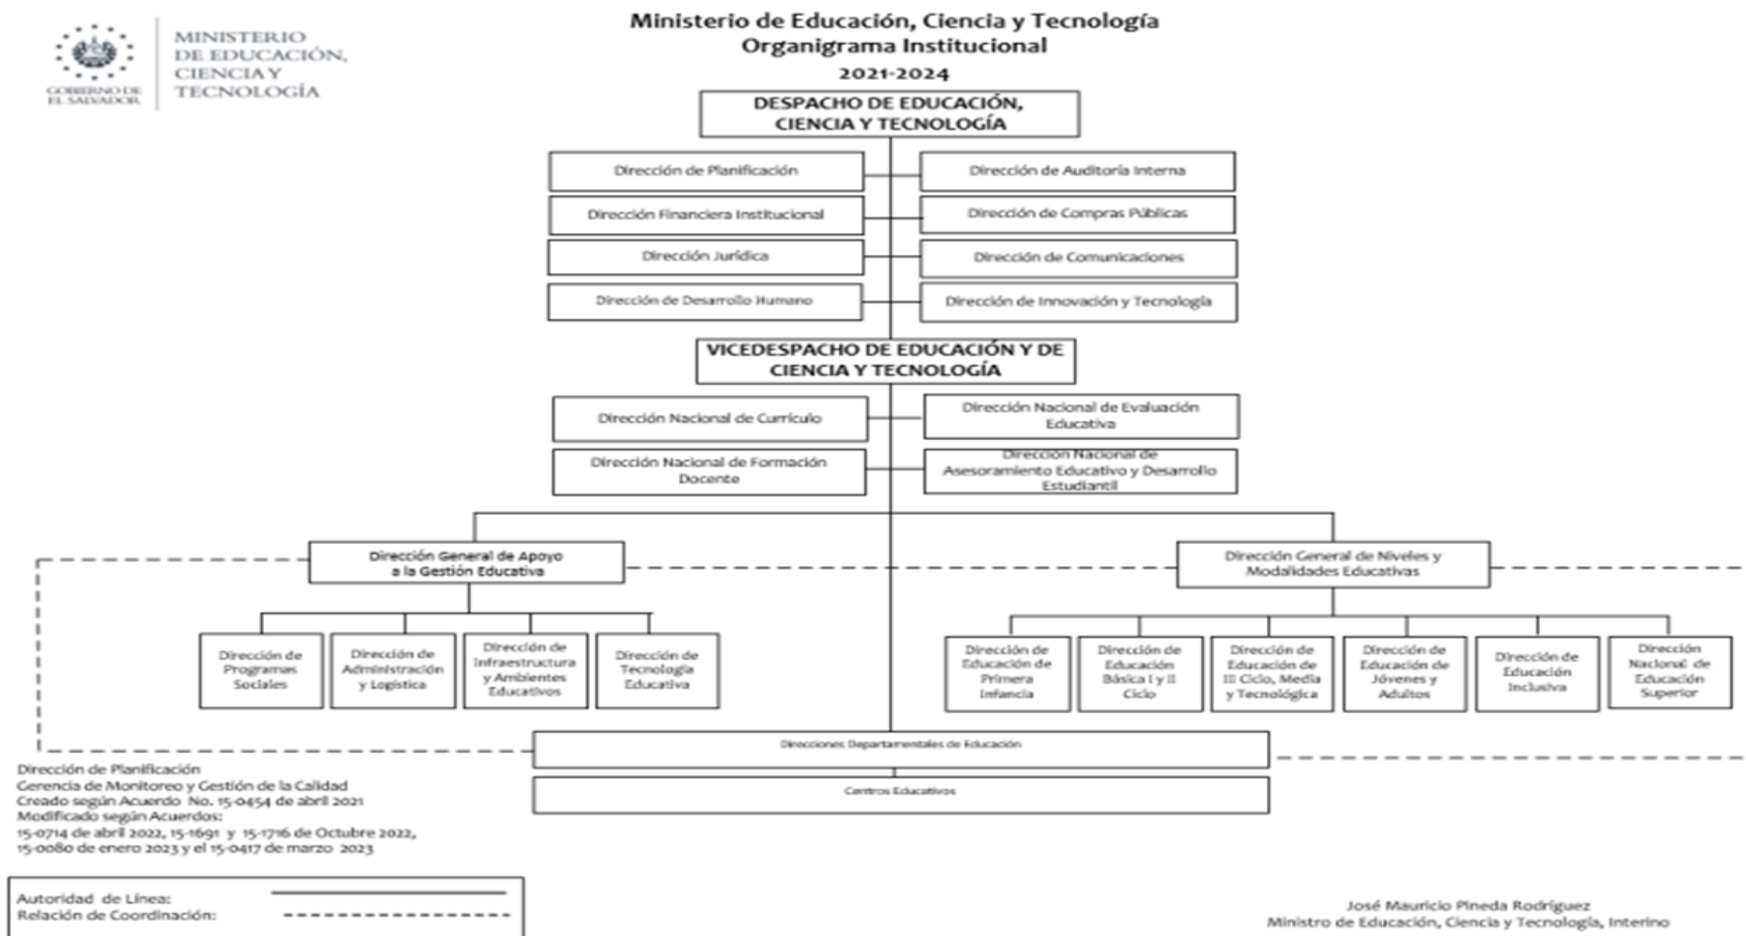 Ministerio de Educación, Ciencia y Tecnología
Organigrama Institucional
2021-2024
GOBIERNO DE
EL SALVADOR
MINISTERIO
DE EDUCACIÓN,
CIENCIA Y
TECNOLOGÍA
DESPACHO DE EDUCACIÓN,
CIENCIA Y TECNOLOGÍA
Dirección de Planificación
Dirección de Auditoría Interna
Dirección Financiera Institucional
Dirección de Compras Públicas
Dirección Jurídica
Dirección de Comunicaciones
Dirección de Desarrollo Humano
Dirección de Innovación y Tecnología
VICEDESPACHO DE EDUCACIÓN Y DE
CIENCIA Y TECNOLOGÍA
Dirección Nacional de Currículo
Dirección Nacional de Evaluación
Educativa
Dirección Nacional de Formación
Docente
Dirección Nacional de
Asesoramiento Educativo y Desarrollo
Estudiantil
Dirección General de Apoyo
a la Gestión Educativa
Dirección General de Niveles y
Modalidades Educativas
Dirección de
Programas
Sociales
Dirección de
Administración
y Logística
Dirección de
Infraestructura
y Ambientes
Educativos
Dirección de
Tecnología
Educativa
Dirección de
Educación de
Primera
Infancia
Dirección de
Educación
Básica I y II
Ciclo
Dirección de
Educación de
III Ciclo, Media
y Tecnológica
Dirección de
Educación de
Jóvenes y
Adultos
Dirección de
Educación
Inclusiva
Dirección
Nacional de
Educación
Superior
Direcciones Departamentales de Educación
Centros Educativos
Dirección de Planificación
Gerencia de Monitoreo y Gestión de la Calidad
Creado según Acuerdo No. 15-0454 de abril 2021
Modificado según Acuerdos:
15-0714 de abril 2022, 15-1691 y 15-1716 de Octubre 2022,
15-0080 de enero 2023 y el 15-0417 de marzo 2023
Autoridad de Línea:
Relación de Coordinación:
José Mauricio Pineda Rodríguez
Ministro de Educación, Ciencia y Tecnología, Interino